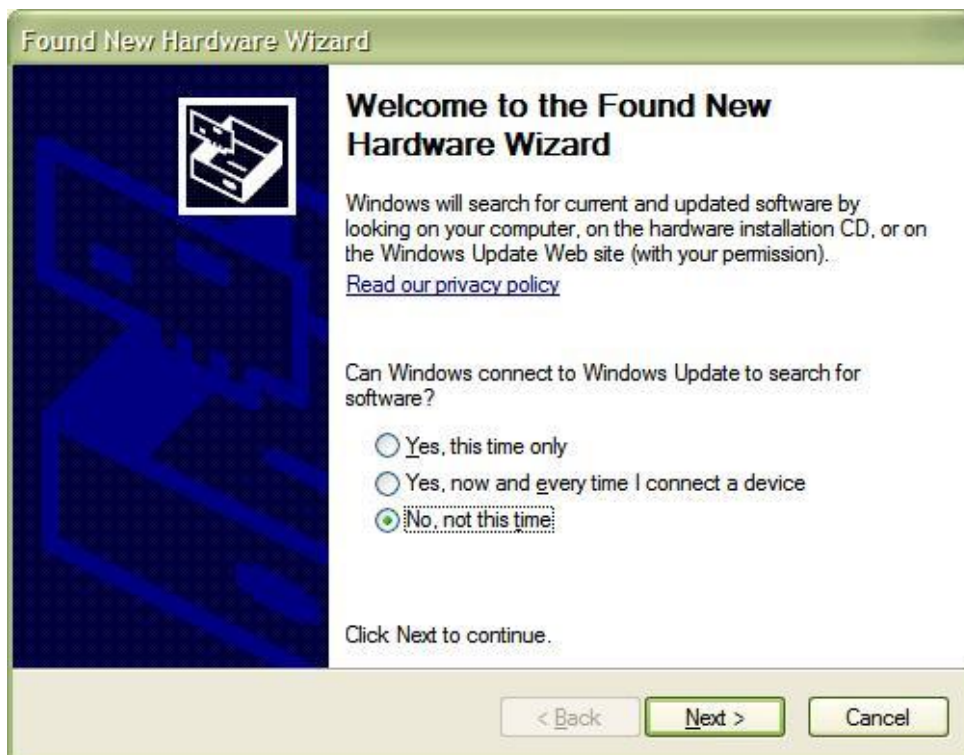 Found New Hardware Wizard
Welcome to the Found New
Hardware Wizard
Windows will search for current and updated software by
looking on your computer, on the hardware installation CD, or on
the Windows Update Web site (with your permission).
Read our privacy policy
Can Windows connect to Windows Update to search for
software?
Yes, this time only
Yes, now and every time I connect a device
No, not this time
Click Next to continue.
< Back
Next >
Cancel